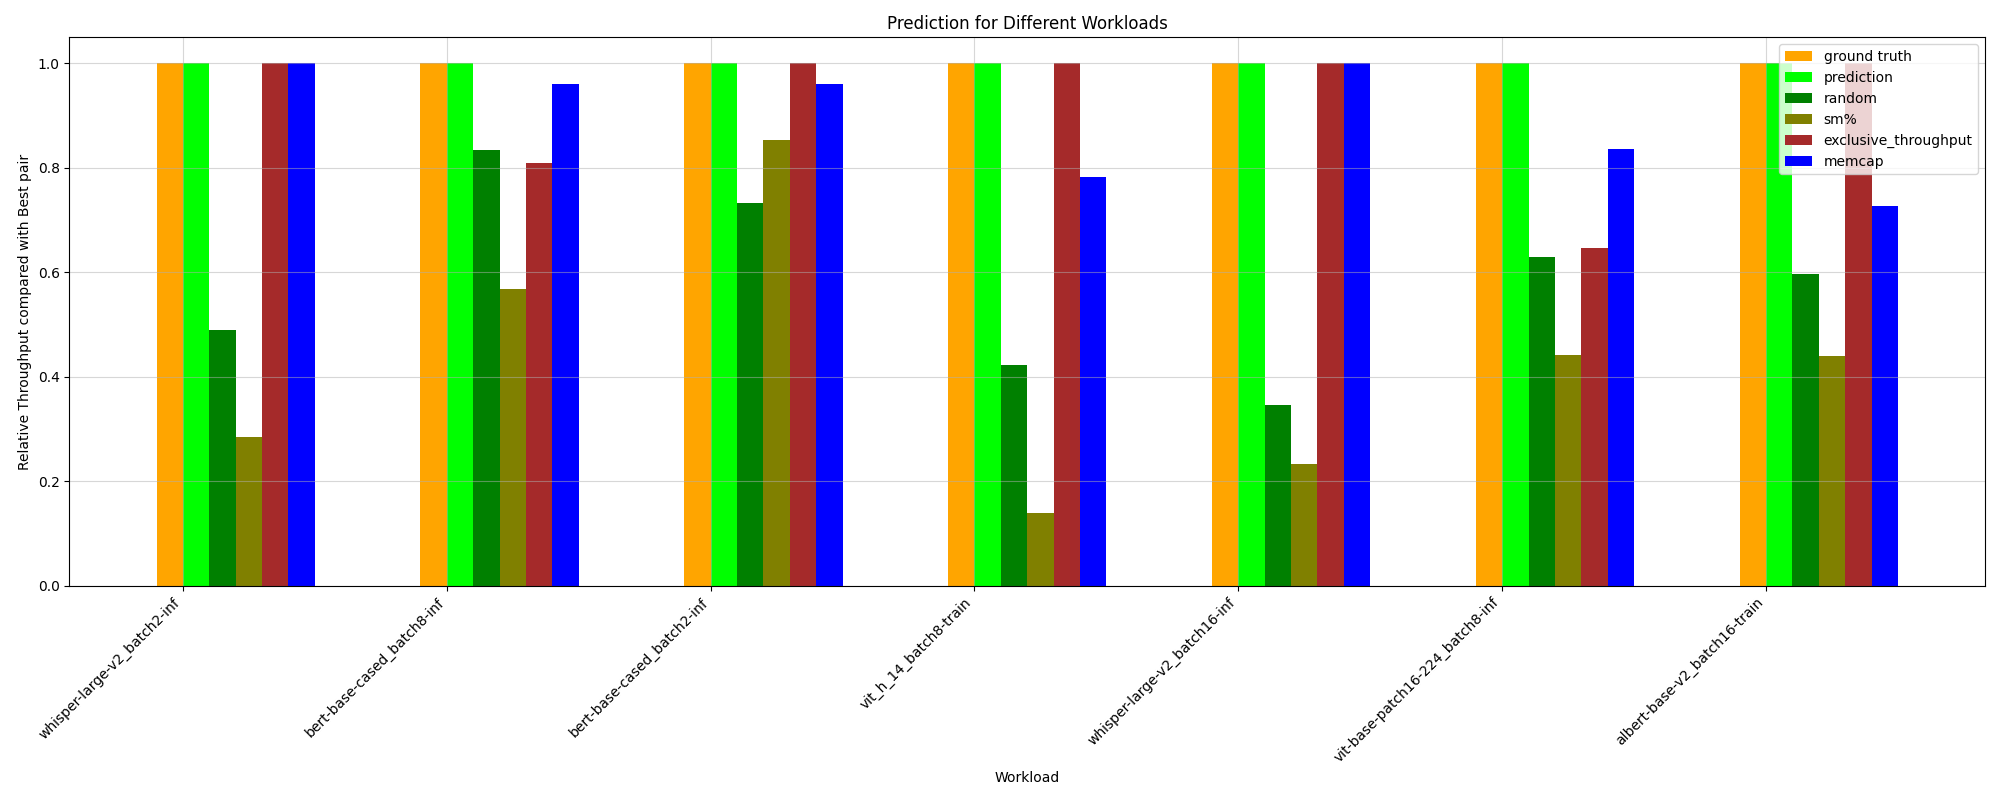 Prediction for Different Workloads
Relative Throughput compared with Best pair
1.0
0.8
0.6
0.4
0.2
0.0
ground truth
prediction
random
sm%
exclusive_throughput
memcap
whisper-large-v2_batch2-inf
bert-base-cased_batch8-inf
bert-base-cased_batch2-inf
vit_h_14_batch8-train
whisper-large-v2_batch16-inf
vit-base-patch16-224_batch8-inf
albert-base-v2_batch16-train
Workload